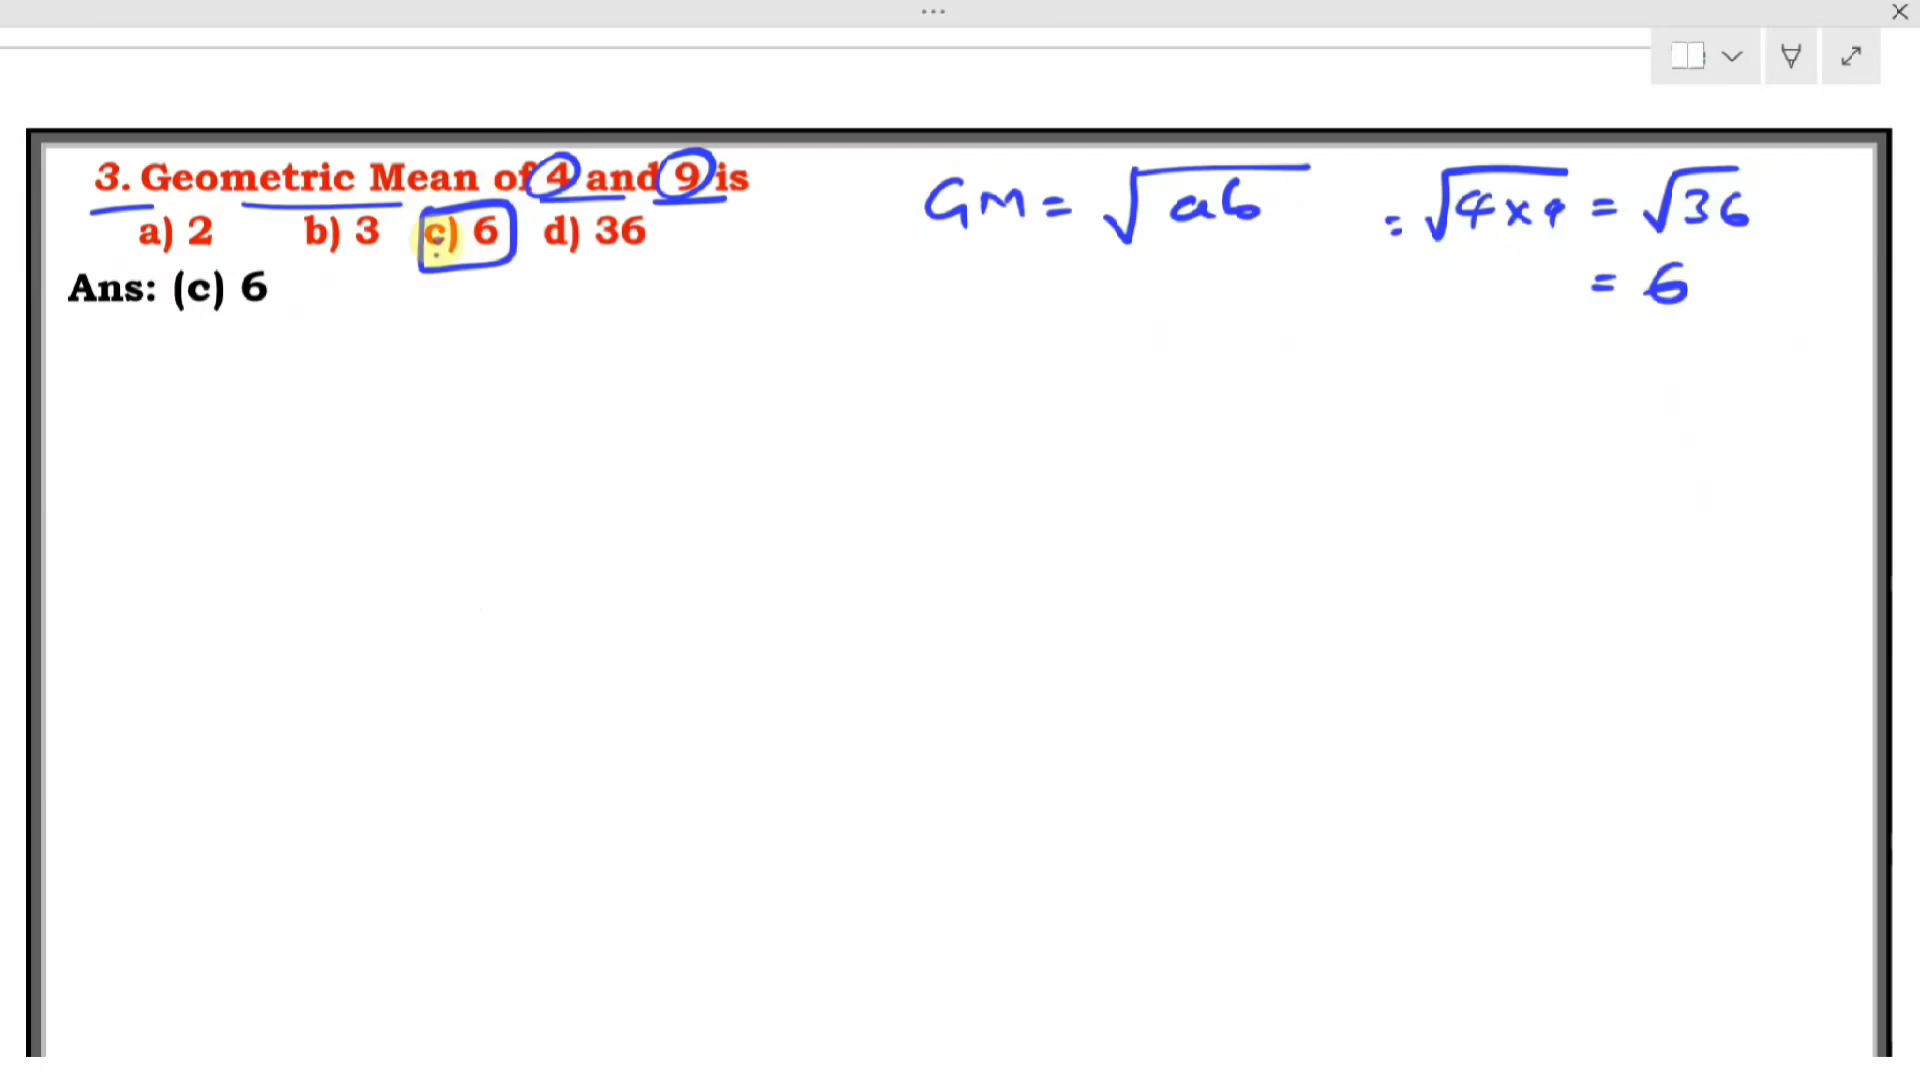 3. Geometric Mean of 4 and 9 is
a) 2 b) 3 c) 6 d) 36
Ans: (c) 6
GM = √ab = √4×9 = √36
= 6